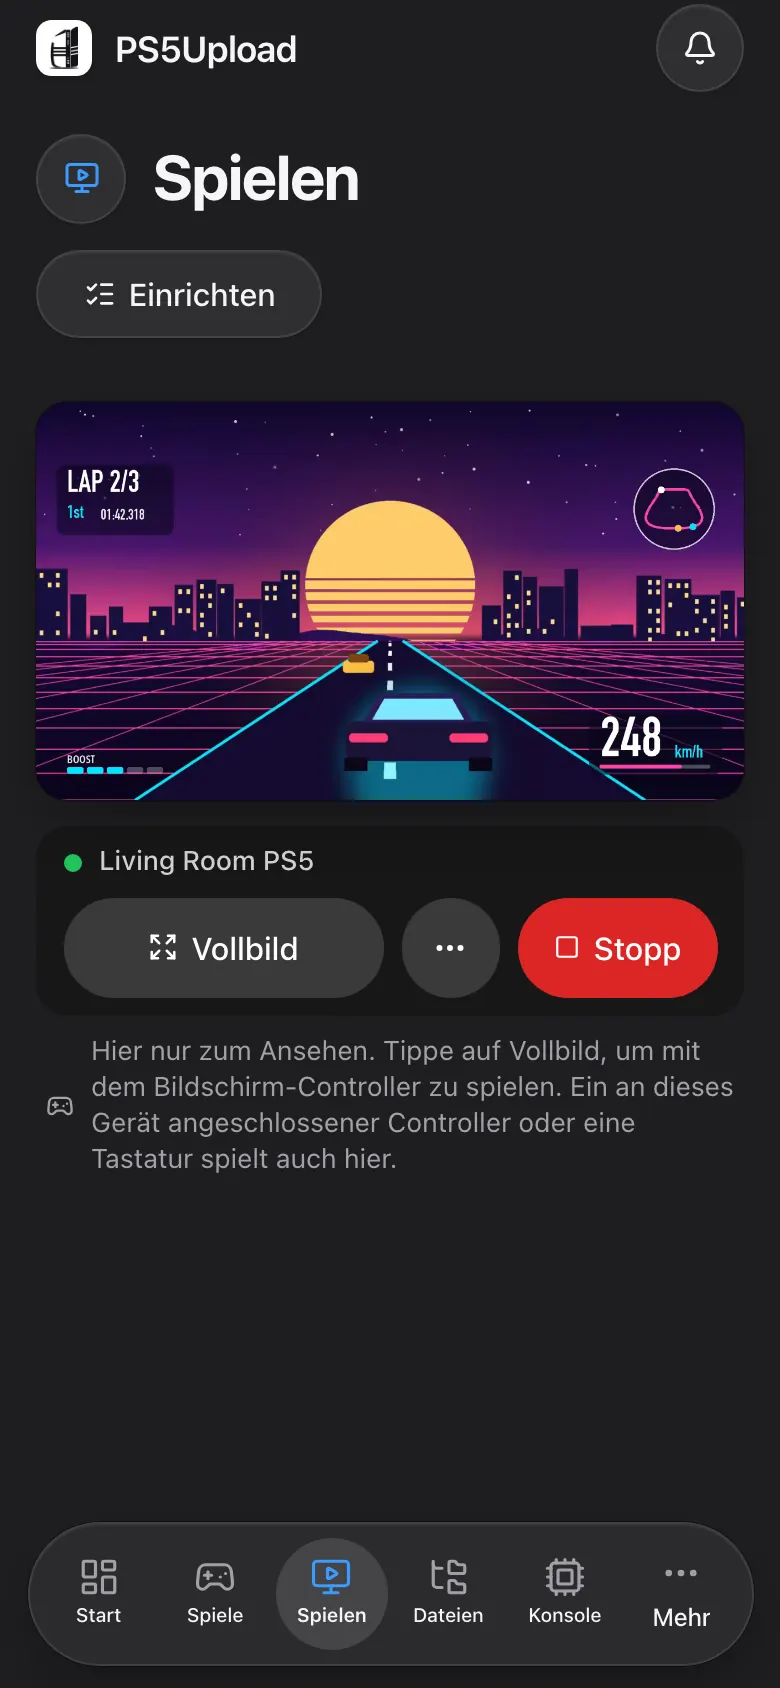 PS5Upload
Spielen
Einrichten
LAP 2/3
1st 01:42.318
BOOST
248 km/h
Living Room PS5
Vollbild
Stopp
Hier nur zum Ansehen. Tippe auf Vollbild, um mit
dem Bildschirm-Controller zu spielen. Ein an dieses
Gerät angeschlossener Controller oder eine
Tastatur spielt auch hier.
Start
Spiele
Spielen
Dateien
Konsole
Mehr